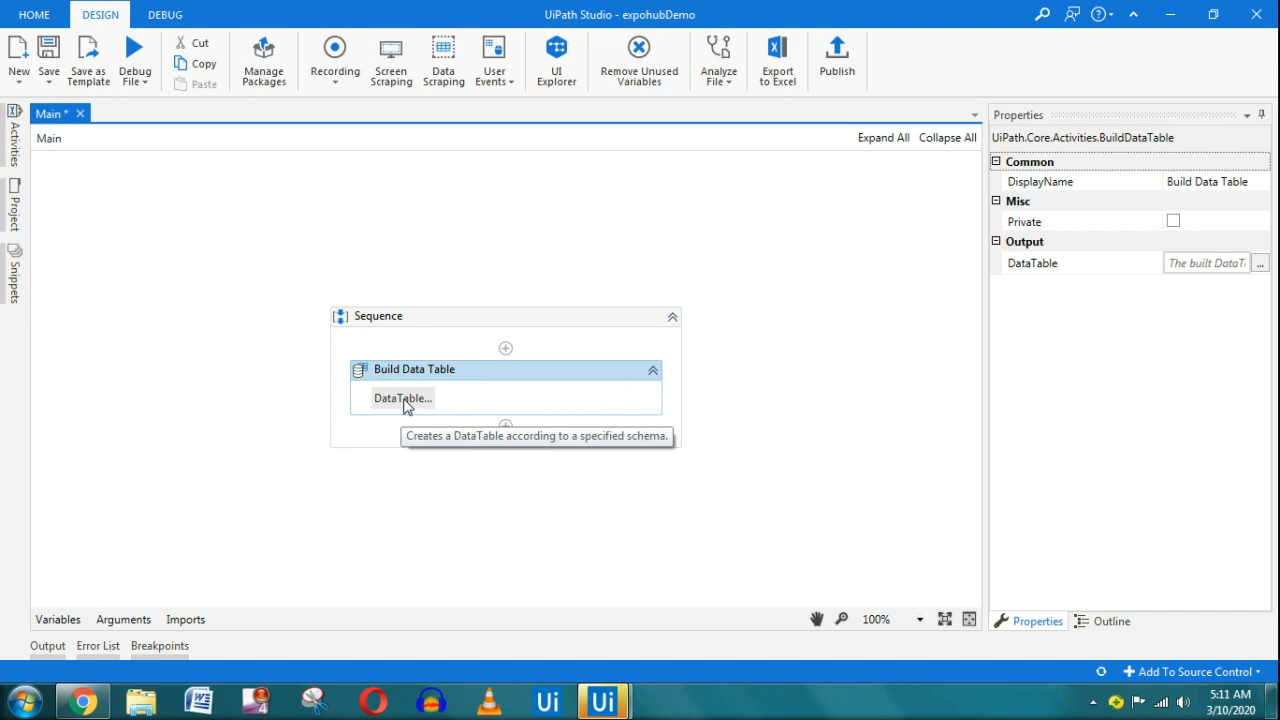 HOME
DESIGN
DEBUG
UiPath Studio - expohubDemo
New
Save
Save as
Template
Debug
File
Cut
Copy
Paste
Manage
Packages
Recording
Screen
Scraping
Data
Scraping
User
Events
UI
Explorer
Remove Unused
Variables
Analyze
File
Export
to Excel
Publish
Activities
Project
Snippets
Main *
Main
Expand All
Collapse All
Sequence
Build Data Table
DataTable...
Creates a DataTable according to a specified schema.
Properties
UiPath.Core.Activities.BuildDataTable
Common
DisplayName
Build Data Table
Misc
Private
Output
DataTable
The built DataT
...
Variables
Arguments
Imports
100%
Properties
Outline
Output
Error List
Breakpoints
Add To Source Control
4
Ui
Ui
5:11 AM
3/10/2020